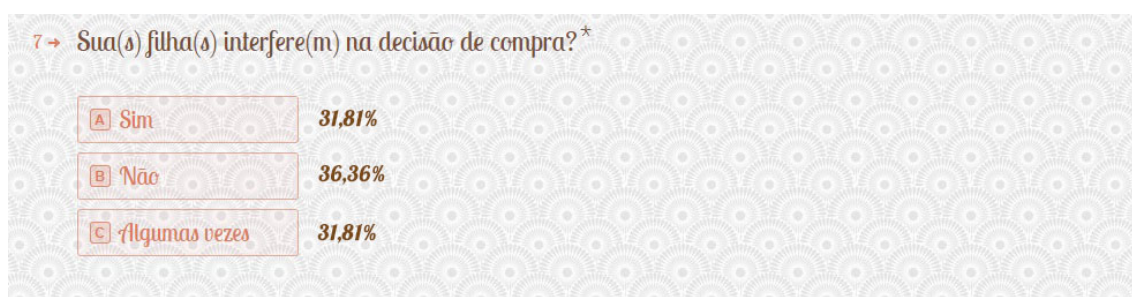 7→ Sua(s) filha(s) interfere(m) na decisão de compra?*
A Sim 31,81%
B Não 36,36%
C Algumas vezes 31,81%